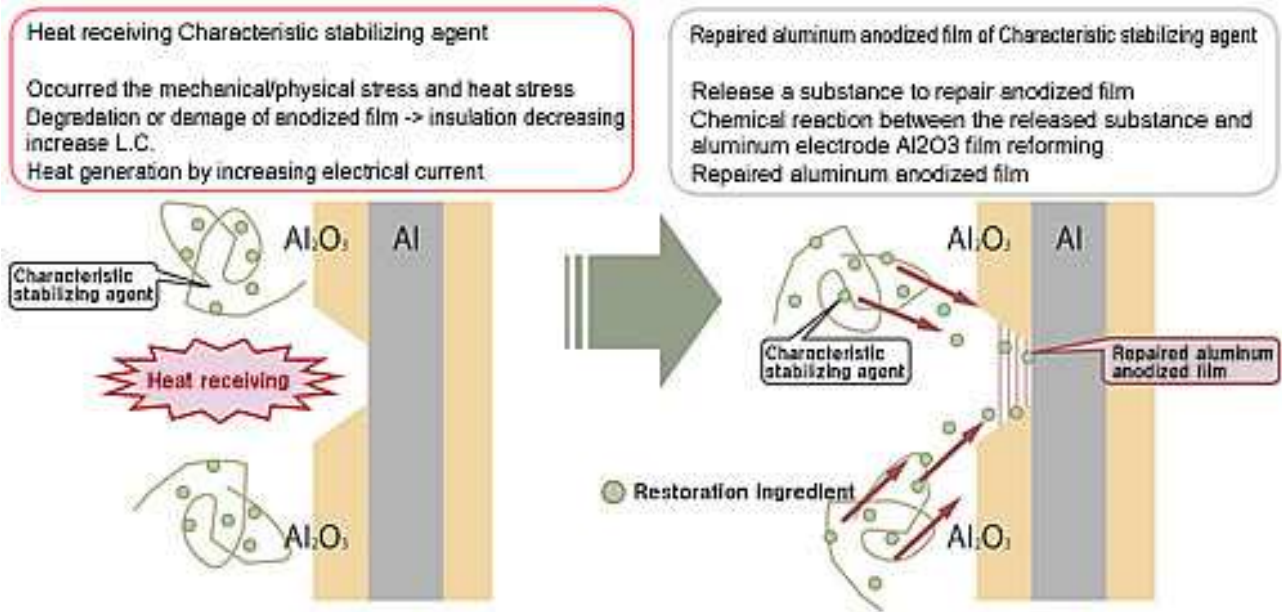 Heat receiving Characteristic stabilizing agent
Occurred the mechanical/physical stress and heat stress
Degradation or damage of anodized film -> insulation decreasing
increase L.C.
Heat generation by increasing electrical current
Repaired aluminum anodized film of Characteristic stabilizing agent
Release a substance to repair anodized film
Chemical reaction between the released substance and
aluminum electrode Al2O3 film reforming
Repaired aluminum anodized film
Al₂O₃
Al
Characteristic
stabilizing agent
Heat receiving
Al₂O₃
Al₂O₃
Al
Characteristic
stabilizing agent
Repaired aluminum
anodized film
Restoration Ingredient
Al₂O₃